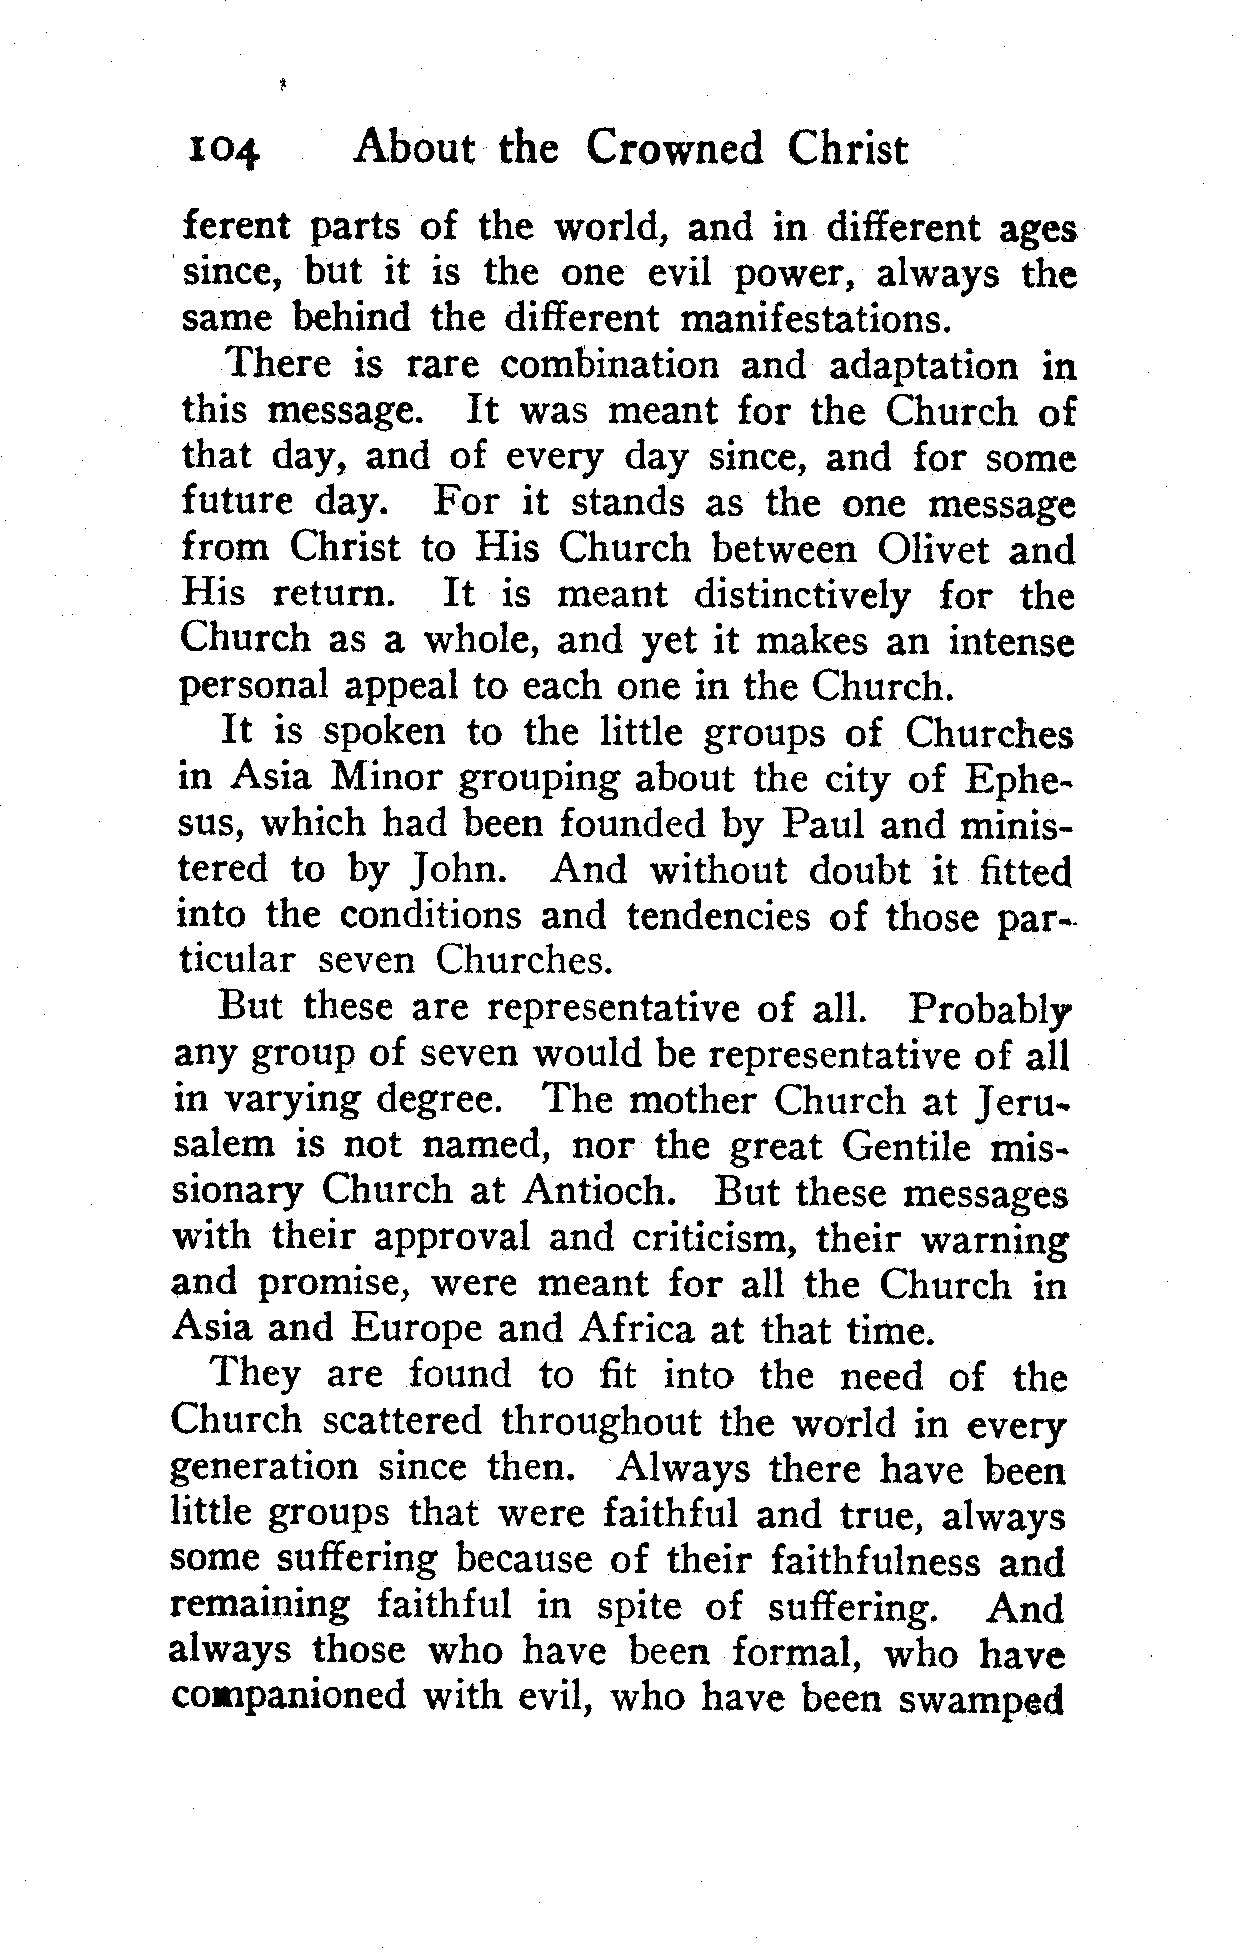 104 About the Crowned Christ
ferent parts of the world, and in different ages
since, but it is the one evil power, always the
same behind the different manifestations.
There is rare combination and adaptation in
this message. It was meant for the Church of
that day, and of every day since, and for some
future day. For it stands as the one message
from Christ to His Church between Olivet and
His return. It is meant distinctively for the
Church as a whole, and yet it makes an intense
personal appeal to each one in the Church.
It is spoken to the little groups of Churches
in Asia Minor grouping about the city of Ephe-
sus, which had been founded by Paul and minis-
tered to by John. And without doubt it fitted
into the conditions and tendencies of those par-
ticular seven Churches.
But these are representative of all. Probably
any group of seven would be representative of all
in varying degree. The mother Church at Jeru-
salem is not named, nor the great Gentile mis-
sionary Church at Antioch. But these messages
with their approval and criticism, their warning
and promise, were meant for all the Church in
Asia and Europe and Africa at that time.
They are found to fit into the need of the
Church scattered throughout the world in every
generation since then. Always there have been
little groups that were faithful and true, always
some suffering because of their faithfulness and
remaining faithful in spite of suffering. And
always those who have been formal, who have
companioned with evil, who have been swamped